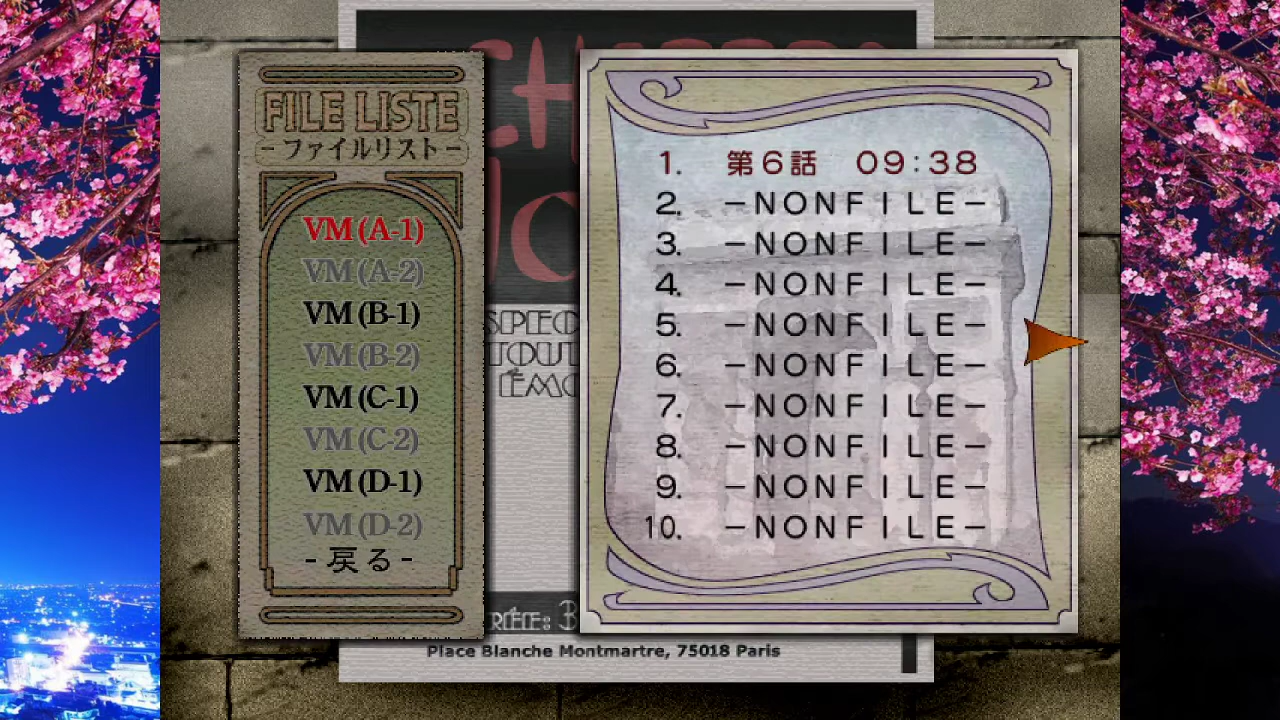 FILE LISTE
-ファイルリスト-
VM (A-1)
VM (A-2)
VM (B-1)
VM (B-2)
VM (C-1)
VM (C-2)
VM (D-1)
VM (D-2)
-戻る-
1. 第6話 09:38
2. -NONFILE-
3. -NONFILE-
4. -NONFILE-
5. -NONFILE-
6. -NONFILE-
7. -NONFILE-
8. -NONFILE-
9. -NONFILE-
10. -NONFILE-
Place Blanche Montmartre, 75018 Paris